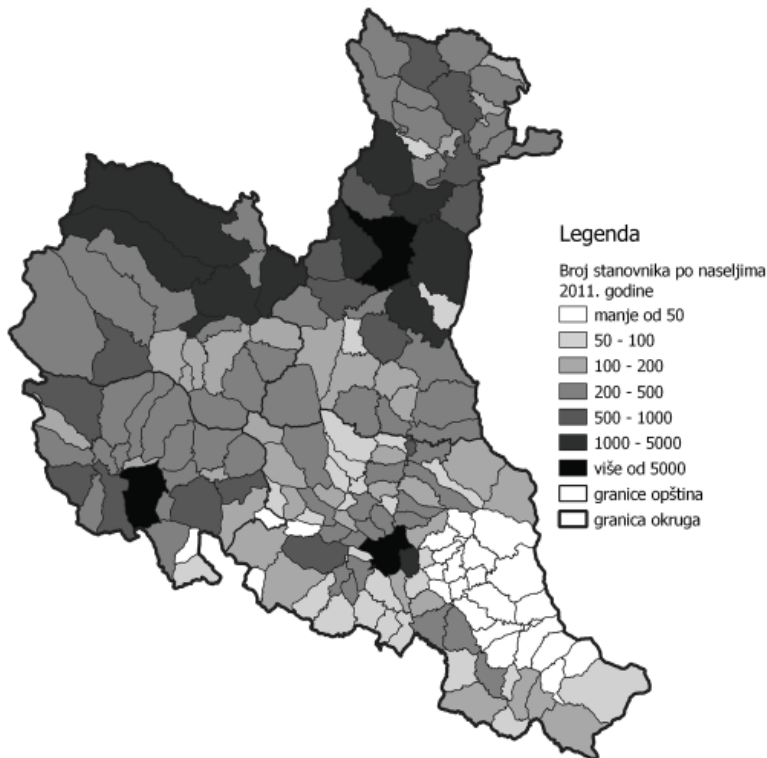 Legenda
Broj stanovnika po naseljima
2011. godine
manje od 50
50 - 100
100 - 200
200 - 500
500 - 1000
1000 - 5000
više od 5000
granice opština
granica okruga